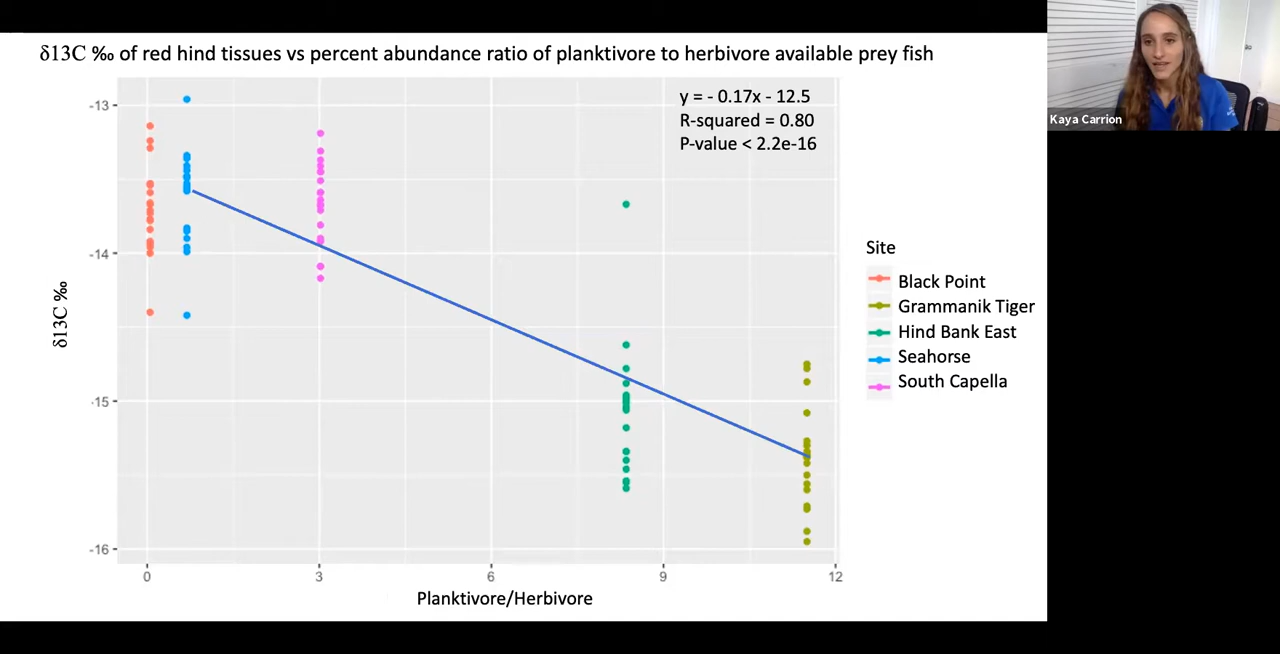 δ13C ‰ of red hind tissues vs percent abundance ratio of planktivore to herbivore available prey fish
Kaya Carrion
y = - 0.17x - 12.5
R-squared = 0.80
P-value < 2.2e-16
-13
-14
-15
-16
δ13C ‰
0
3
6
9
12
Planktivore/Herbivore
Site
Black Point
Grammanik Tiger
Hind Bank East
Seahorse
South Capella